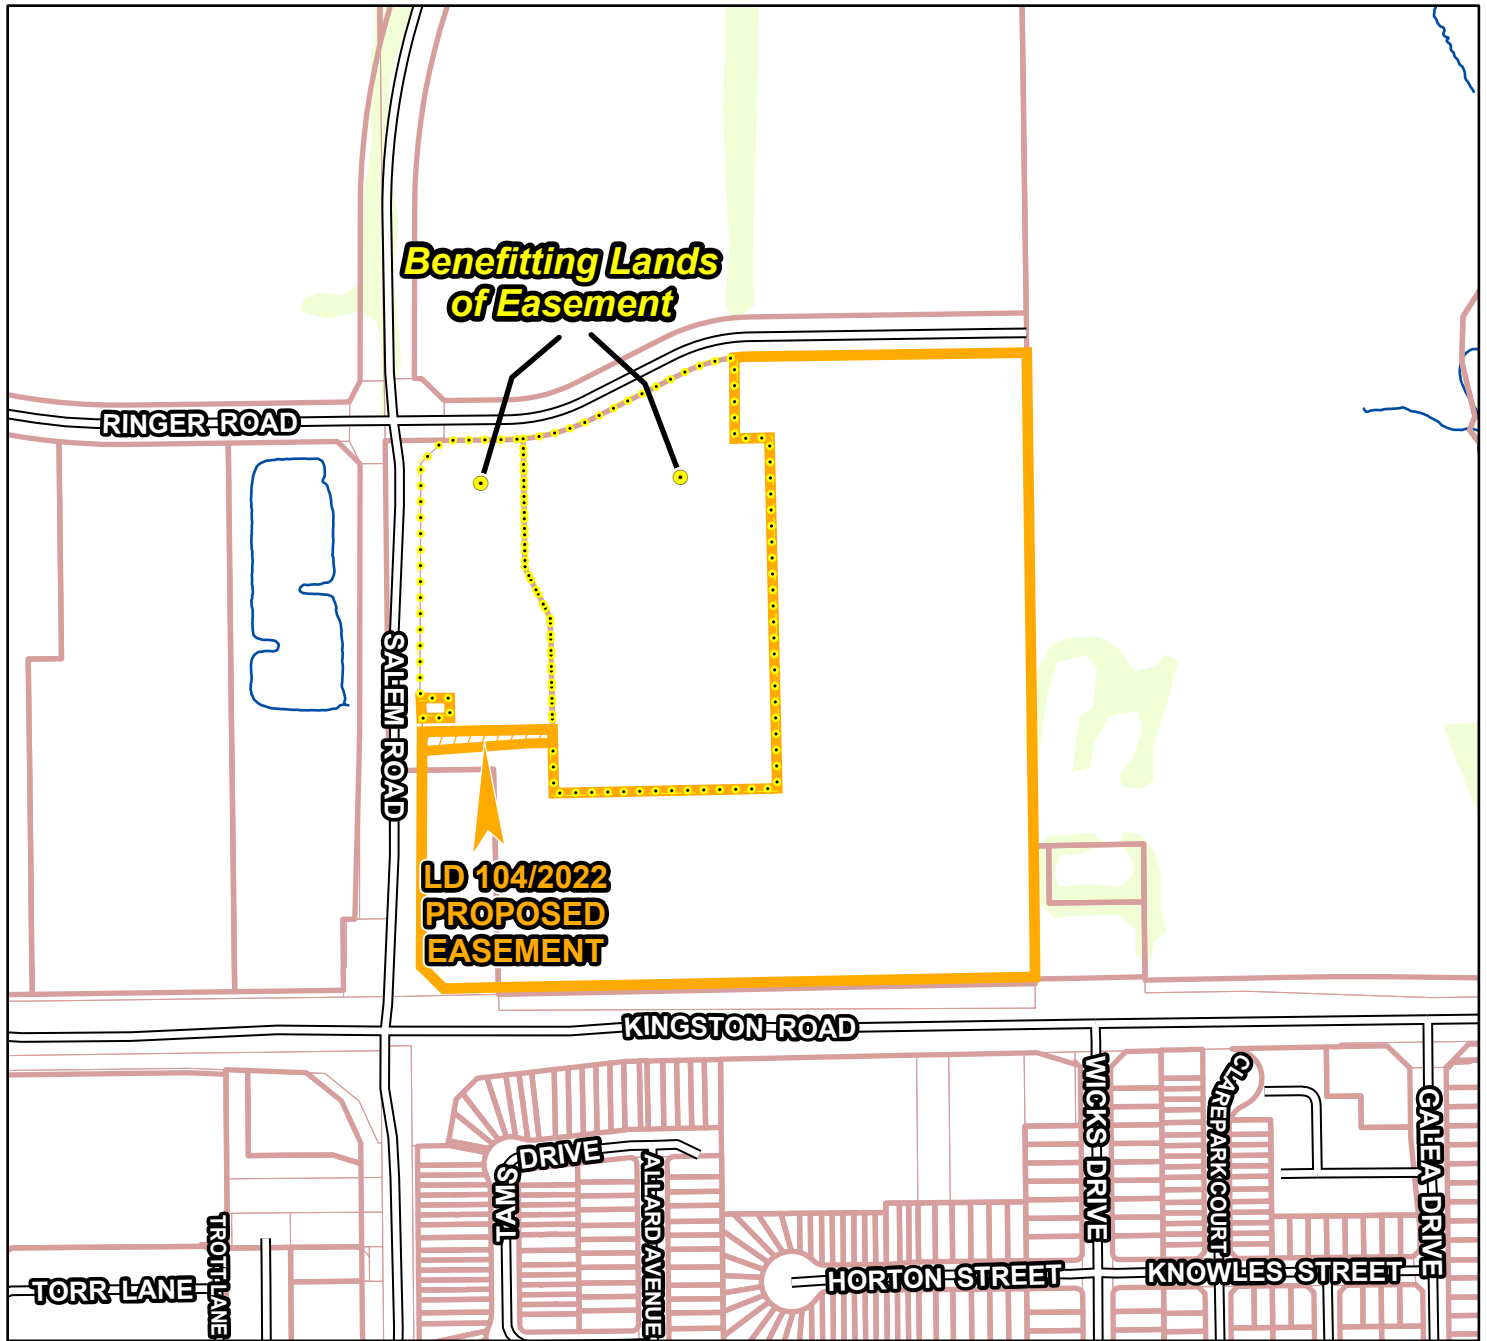 Benefitting Lands
of Easement
RINGER ROAD
SALEM ROAD
LD 104/2022
PROPOSED
EASEMENT
KINGSTON ROAD
WICKS DRIVE
CLAREPARK COURT
GALEA DRIVE
TAMS DRIVE
ALLARD AVENUE
TROTT LANE
TORR LANE
HORTON STREET
KNOWLES STREET